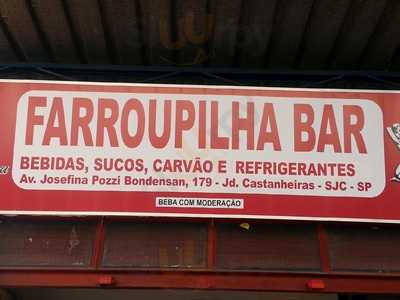 FARROUPILHA BAR
BEBIDAS, SUCOS, CARVÃO E REFRIGERANTES
Av. Josefina Pozzi Bondensan, 179 - Jd. Castanheiras - SJC - SP
BEBA COM MODERAÇÃO